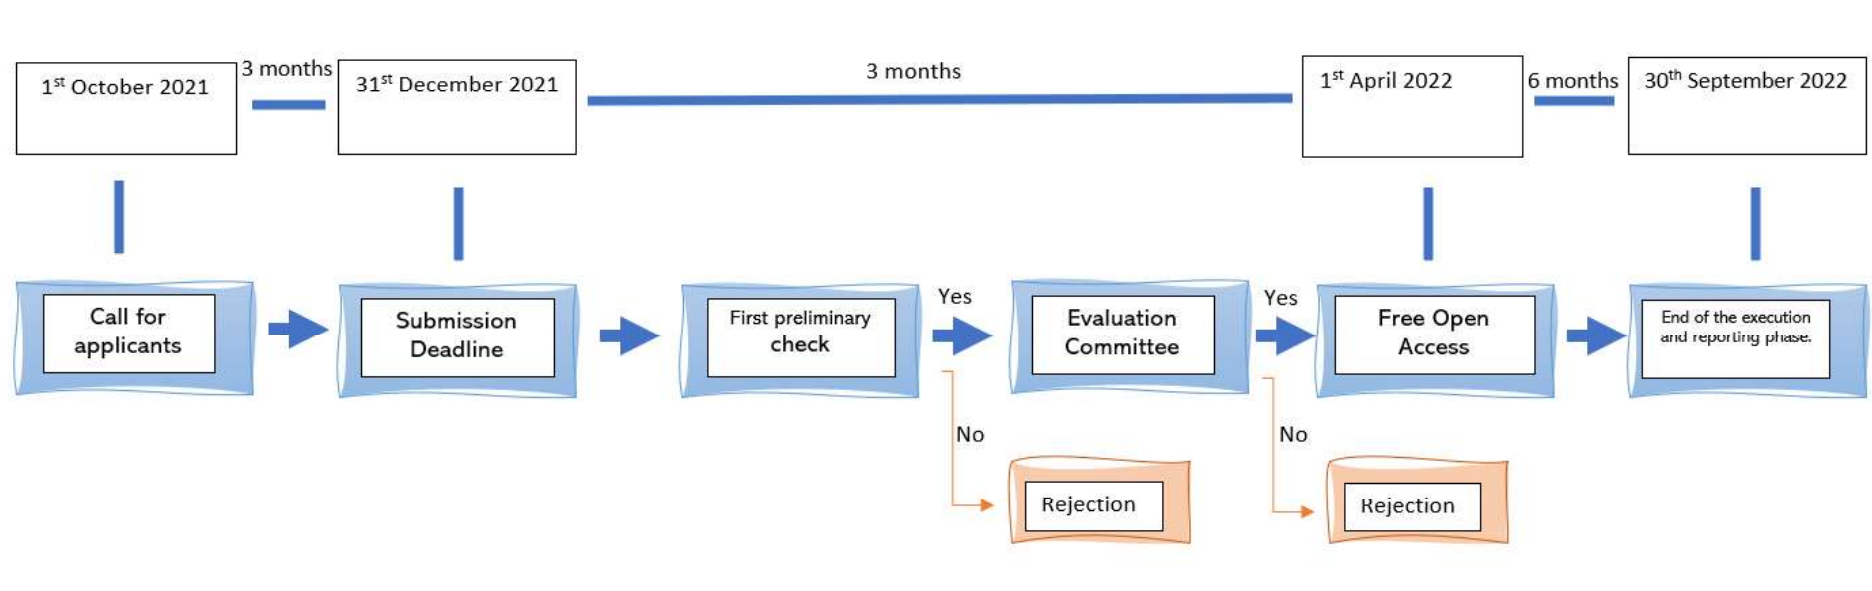 1st October 2021
3 months
31st December 2021
3 months
1st April 2022
6 months
30th September 2022
Call for
applicants
Submission
Deadline
First preliminary
check
Yes
Evaluation
Committee
Yes
Free Open
Access
End of the execution
and reporting phase.
No
Rejection
No
Rejection